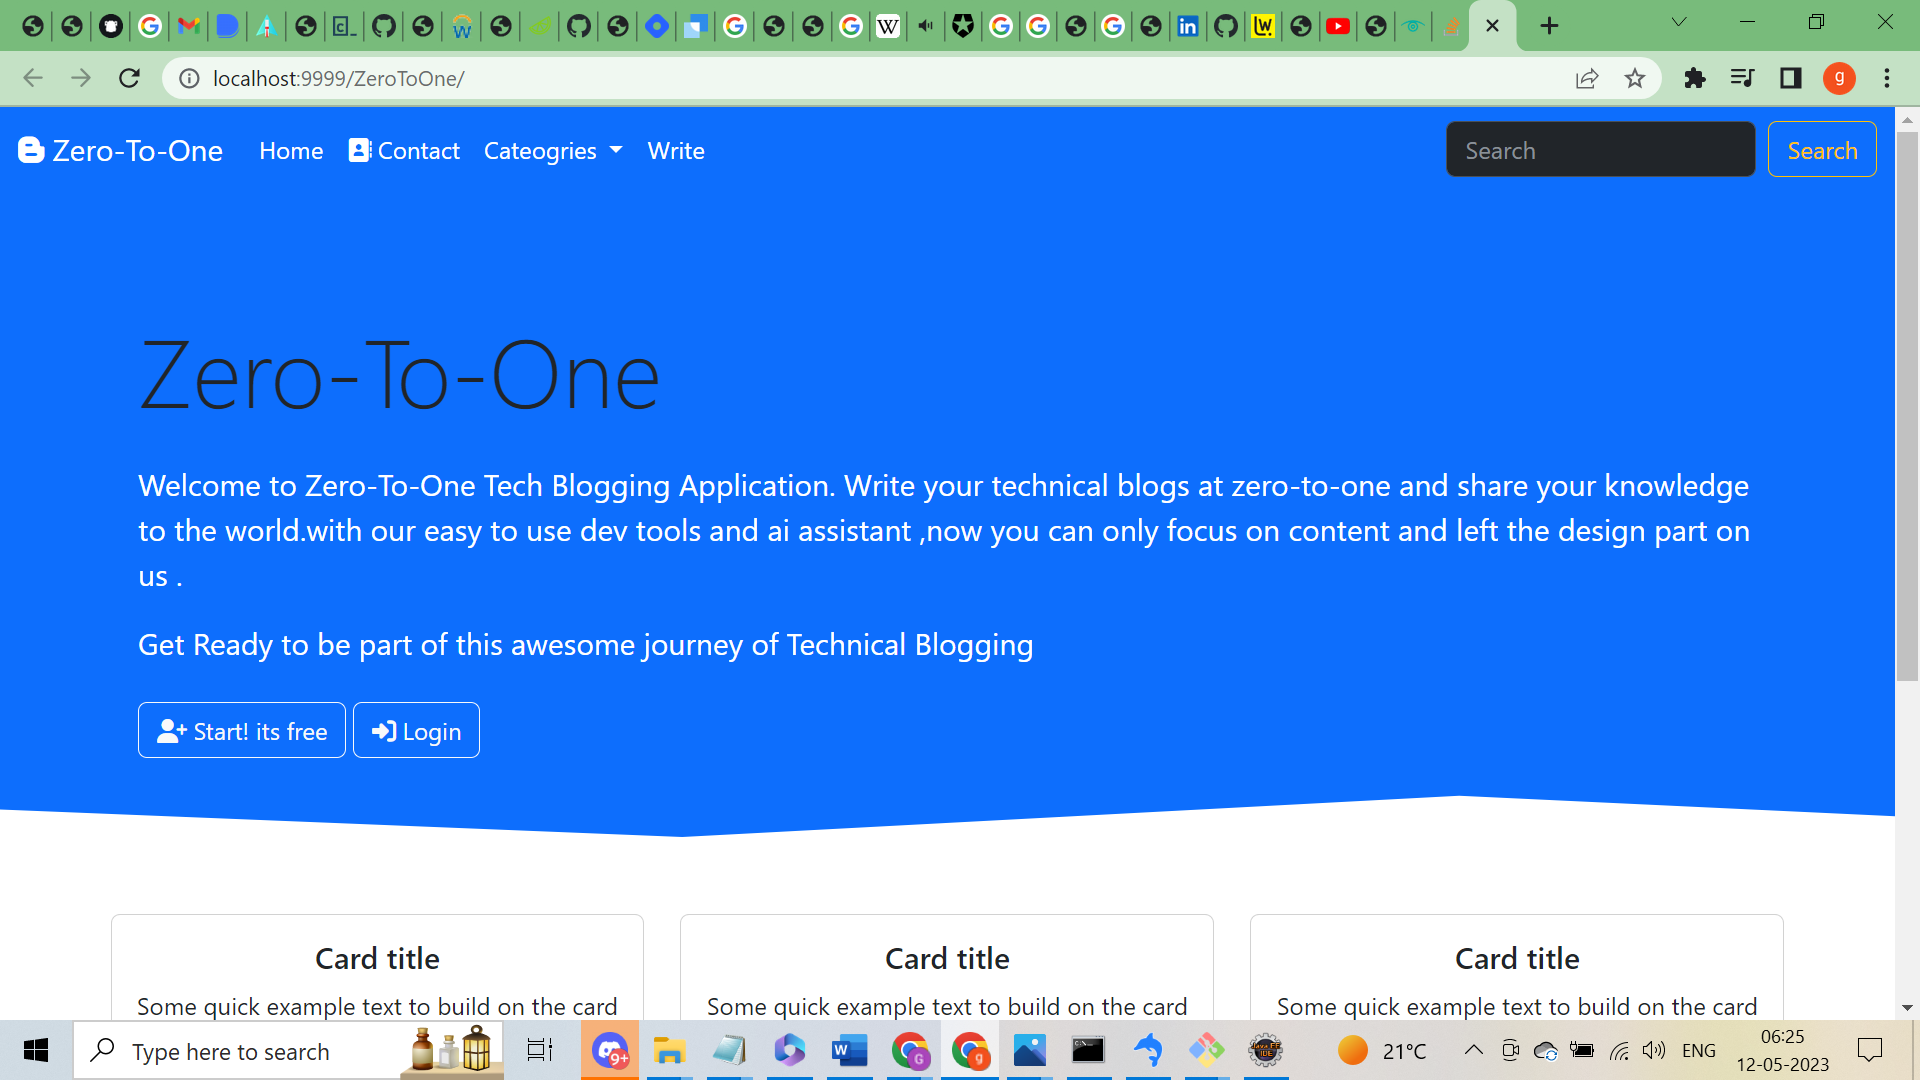 localhost:9999/ZeroToOne/
g
Zero-To-One Home Contact Cateogries Write Search Search
Zero-To-One
Welcome to Zero-To-One Tech Blogging Application. Write your technical blogs at zero-to-one and share your knowledge
to the world.with our easy to use dev tools and ai assistant ,now you can only focus on content and left the design part on
us .
Get Ready to be part of this awesome journey of Technical Blogging
Start! its free Login
Card title
Some quick example text to build on the card
Card title
Some quick example text to build on the card
Card title
Some quick example text to build on the card
Type here to search
9+
G
g
21°C
ENG
06:25
12-05-2023